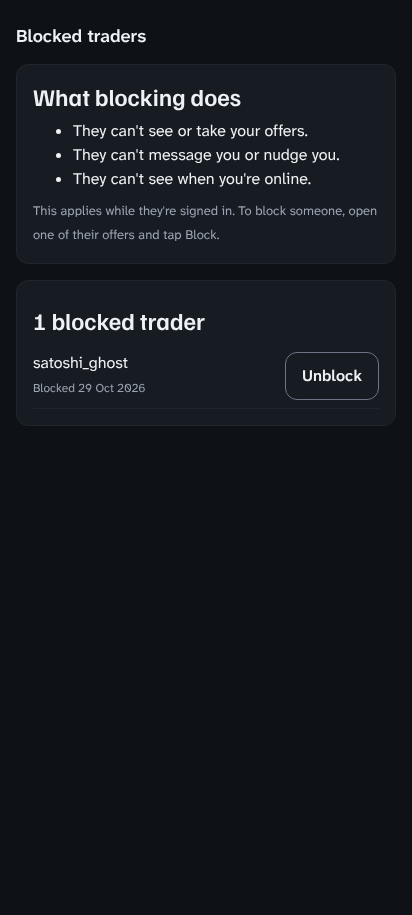 Blocked traders
What blocking does
• They can't see or take your offers.
• They can't message you or nudge you.
• They can't see when you're online.
This applies while they're signed in. To block someone, open
one of their offers and tap Block.
1 blocked trader
satoshi_ghost
Unblock
Blocked 29 Oct 2026